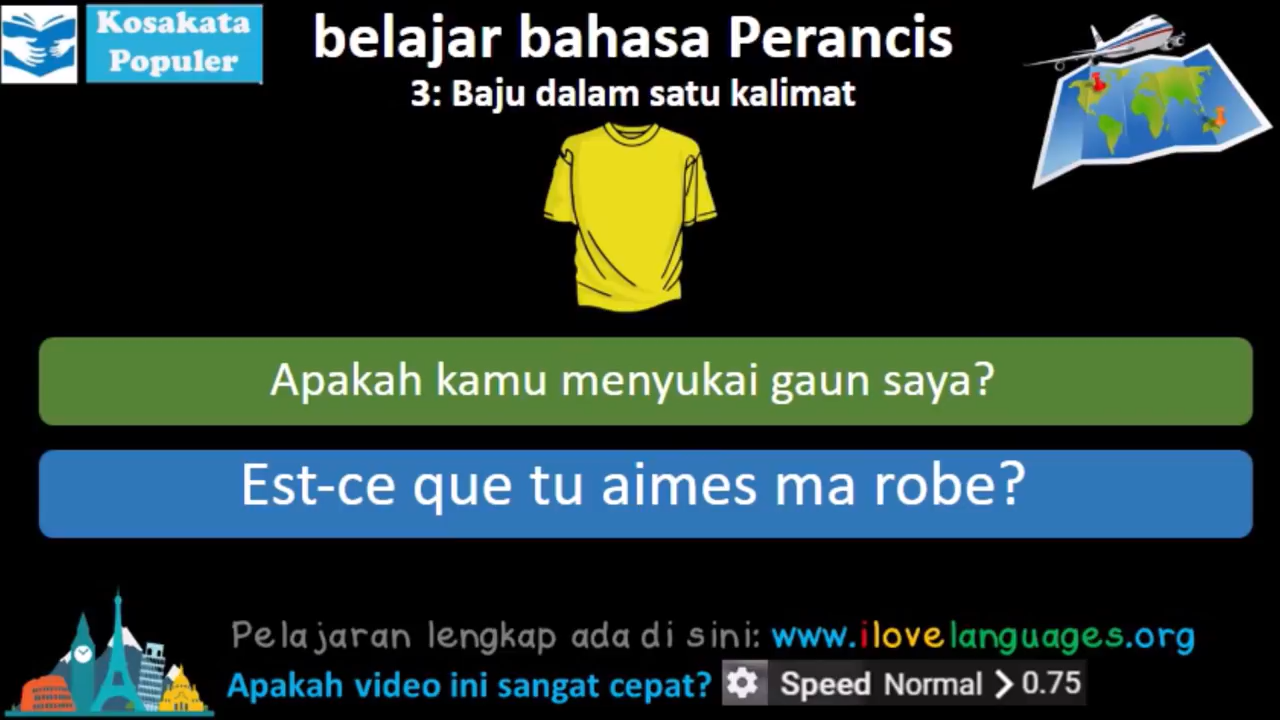 Kosakata
Populer
belajar bahasa Perancis
3: Baju dalam satu kalimat
Apakah kamu menyukai gaun saya?
Est-ce que tu aimes ma robe?
Pelajaran lengkap ada di sini: www.ilovelanguages.org
Apakah video ini sangat cepat? Speed Normal > 0.75